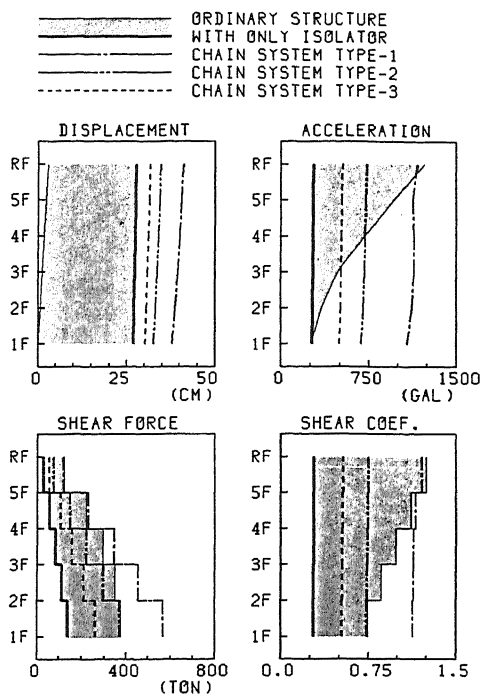 ORDINARY STRUCTURE
WITH ONLY ISOLATOR
CHAIN SYSTEM TYPE-1
CHAIN SYSTEM TYPE-2
CHAIN SYSTEM TYPE-3
DISPLACEMENT
RF
5F
4F
3F
2F
1F
0 25 50
(CM)
ACCELERATION
RF
5F
4F
3F
2F
1F
0 750 1500
(GAL)
SHEAR FORCE
RF
5F
4F
3F
2F
1F
0 400 800
(TON)
SHEAR COEF.
RF
5F
4F
3F
2F
1F
0.0 0.75 1.5